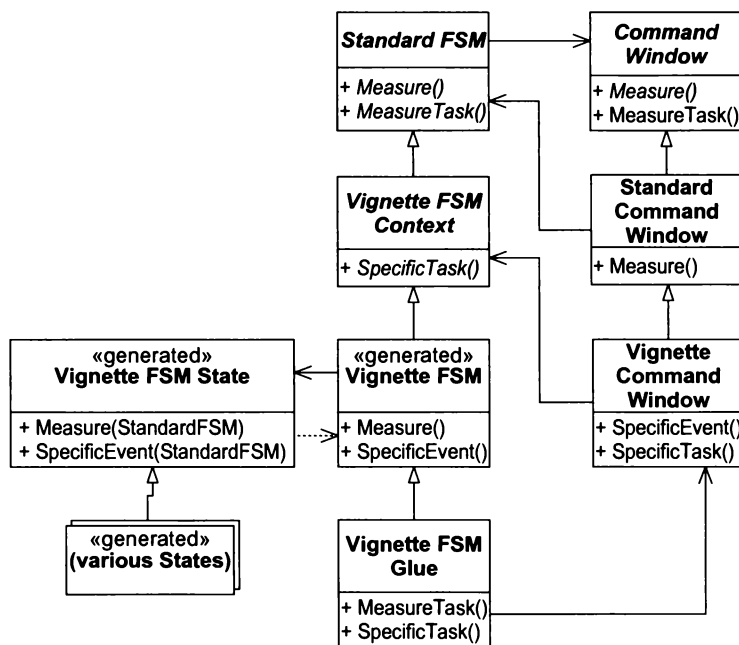 Standard FSM
+ Measure()
+ MeasureTask()
Command
Window
+ Measure()
+ MeasureTask()
Vignette FSM
Context
+ SpecificTask()
Standard
Command
Window
+ Measure()
«generated»
Vignette FSM State
+ Measure(StandardFSM)
+ SpecificEvent(StandardFSM)
«generated»
Vignette FSM
+ Measure()
+ SpecificEvent()
Vignette
Command
Window
+ SpecificEvent()
+ SpecificTask()
«generated»
(various States)
Vignette FSM
Glue
+ MeasureTask()
+ SpecificTask()